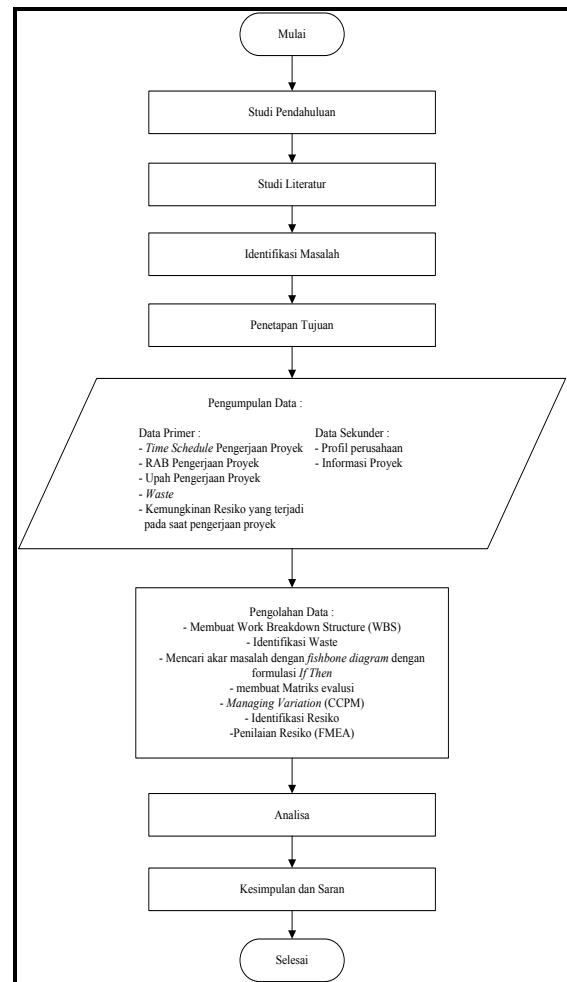 Mulai
Studi Pendahuluan
Studi Literatur
Identifikasi Masalah
Penetapan Tujuan
Pengumpulan Data :
Data Primer :
- Time Schedule Pengerjaan Proyek
- RAB Pengerjaan Proyek
- Upah Pengerjaan Proyek
- Waste
- Kemungkinan Resiko yang terjadi
pada saat pengerjaan proyek
Data Sekunder :
- Profil perusahaan
- Informasi Proyek
Pengolahan Data :
- Membuat Work Breakdown Structure (WBS)
- Identifikasi Waste
- Mencari akar masalah dengan fishbone diagram dengan
formulasi If Then
- membuat Matriks evalusi
- Managing Variation (CCPM)
- Identifikasi Resiko
-Penilaian Resiko (FMEA)
Analisa
Kesimpulan dan Saran
Selesai